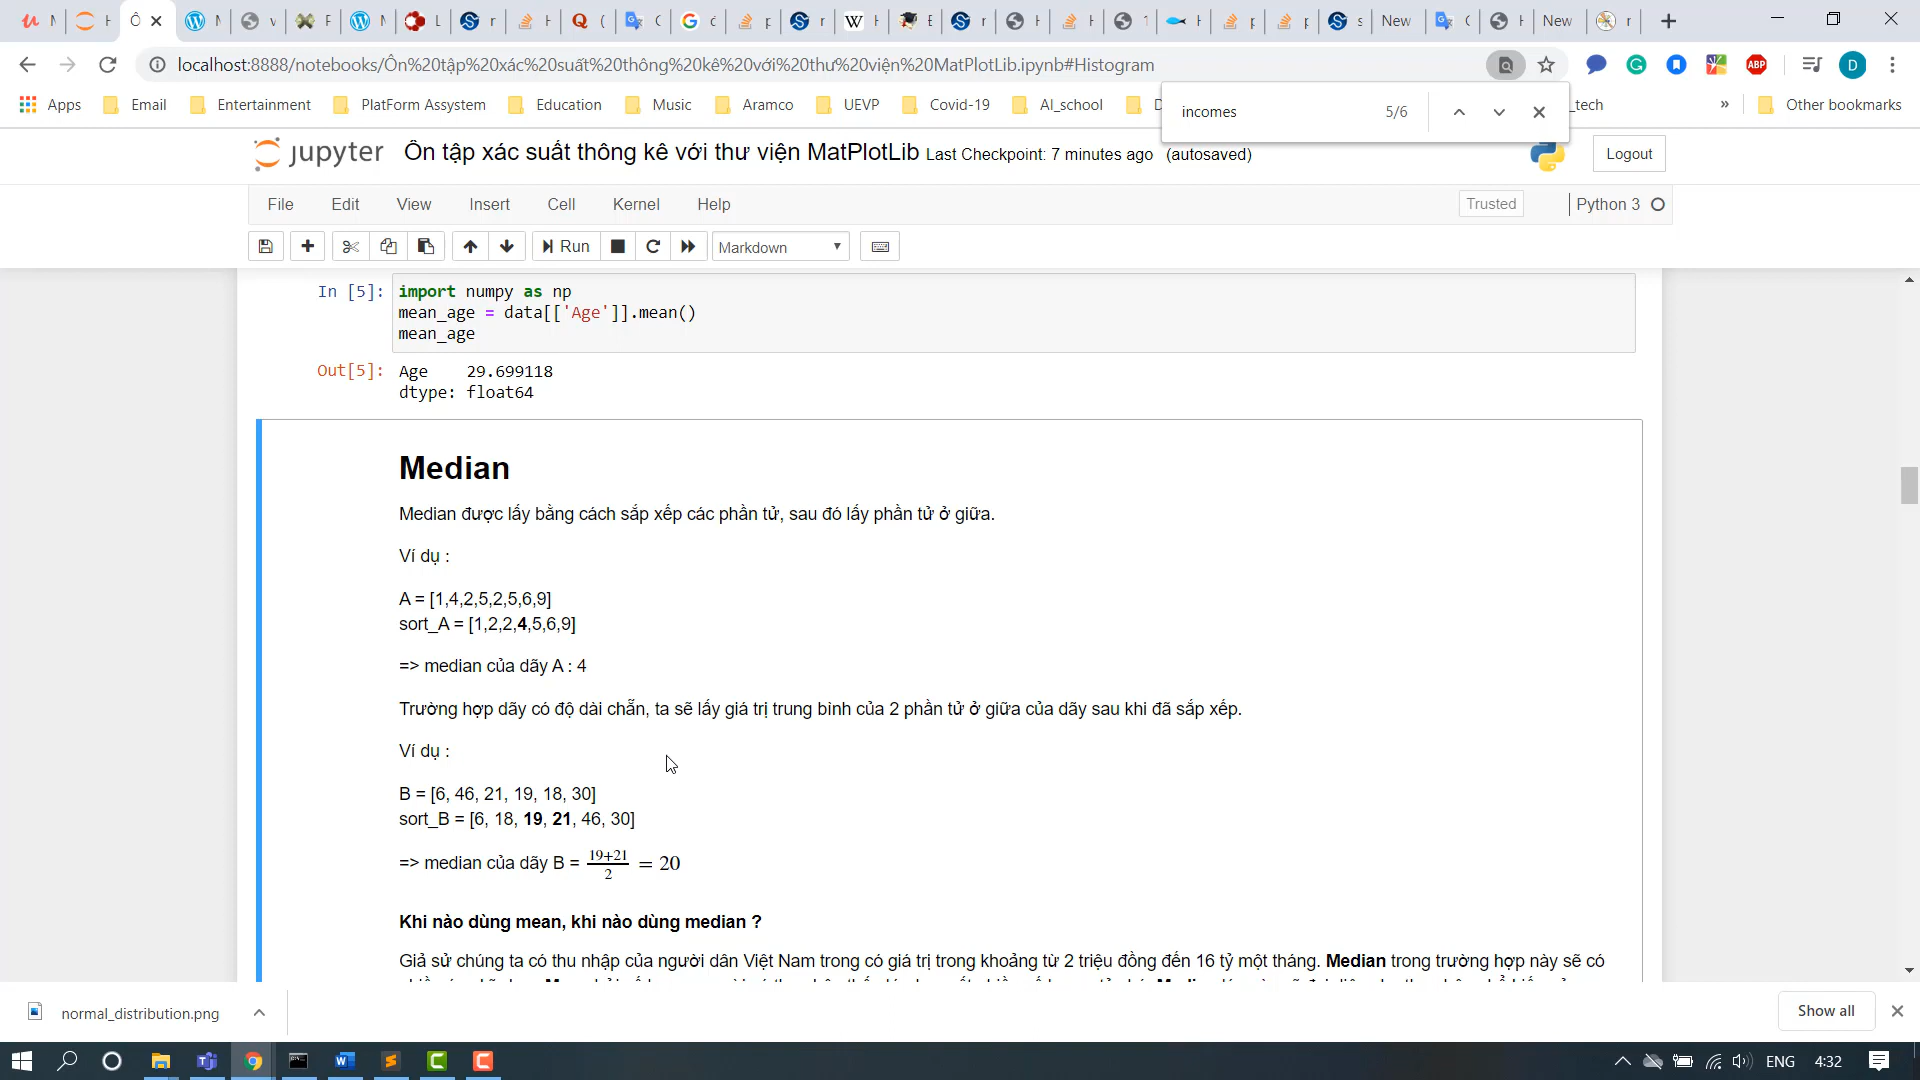 localhost:8888/notebooks/Ôn%20tập%20xác%20suất%20thông%20kê%20với%20thư%20viện%20MatPlotLib.ipynb#Histogram
Apps Email Entertainment PlatForm Assystem Education Music Aramco UEVP Covid-19 AI_school _tech » Other bookmarks
incomes 5/6
jupyter Ôn tập xác suất thông kê với thư viện MatPlotLib Last Checkpoint: 7 minutes ago (autosaved) Logout
File Edit View Insert Cell Kernel Help Trusted Python 3
Run Markdown
In [5]: import numpy as np
mean_age = data[['Age']].mean()
mean_age
Out[5]: Age 29.699118
dtype: float64
Median
Median được lấy bằng cách sắp xếp các phần tử, sau đó lấy phần tử ở giữa.
Ví dụ :
A = [1,4,2,5,2,5,6,9]
sort_A = [1,2,2,4,5,6,9]
=> median của dãy A : 4
Trường hợp dãy có độ dài chẵn, ta sẽ lấy giá trị trung bình của 2 phần tử ở giữa của dãy sau khi đã sắp xếp.
Ví dụ :
B = [6, 46, 21, 19, 18, 30]
sort_B = [6, 18, 19, 21, 46, 30]
=> median của dãy B = 19+21/2 = 20
Khi nào dùng mean, khi nào dùng median ?
Giả sử chúng ta có thu nhập của người dân Việt Nam trong có giá trị trong khoảng từ 2 triệu đồng đến 16 tỷ một tháng. Median trong trường hợp này sẽ có
normal_distribution.png Show all
ENG 4:32